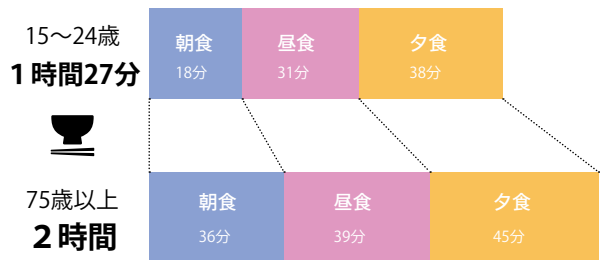 15〜24歳
1時間27分
朝食
18分
昼食
31分
夕食
38分
75歳以上
2時間
朝食
36分
昼食
39分
夕食
45分